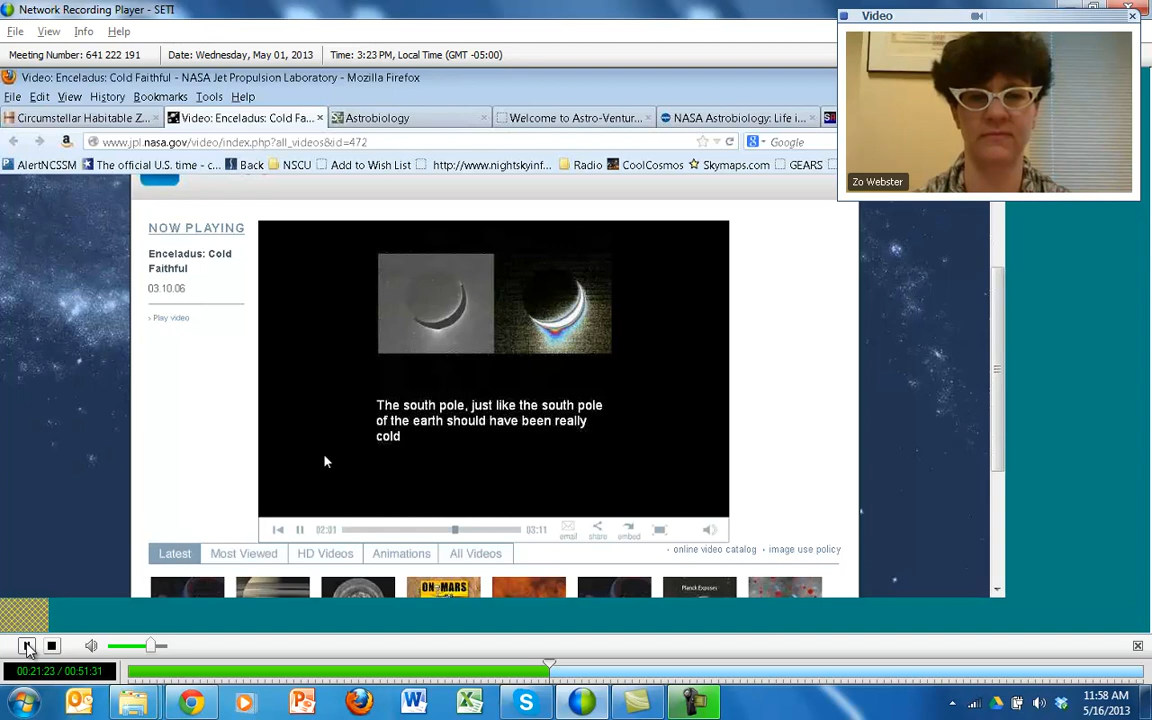 Network Recording Player - SETI
File View Info Help
Meeting Number: 641 222 191 Date: Wednesday, May 01, 2013 Time: 3:23 PM, Local Time (GMT -05:00)
Video
Zo Webster
Video: Enceladus: Cold Faithful - NASA Jet Propulsion Laboratory - Mozilla Firefox
File Edit View History Bookmarks Tools Help
Circumstellar Habitable Z... × Video: Enceladus: Cold Fa... × Astrobiology × Welcome to Astro-Ventur... × NASA Astrobiology: Life i... ×
www.jpl.nasa.gov/video/index.php?all_videos&id=472
Google
AlertNCSSM The official U.S. time - c... Back NSCU Add to Wish List http://www.nightskyinf... Radio CoolCosmos Skymaps.com GEARS
NOW PLAYING
Enceladus: Cold
Faithful
03.10.06
› Play video
The south pole, just like the south pole
of the earth should have been really
cold
02:01 03:11 email share embed
Latest Most Viewed HD Videos Animations All Videos
· online video catalog · image use policy
ON MARS
Planck Exposes
00:21:23 / 00:51:31
11:58 AM
5/16/2013